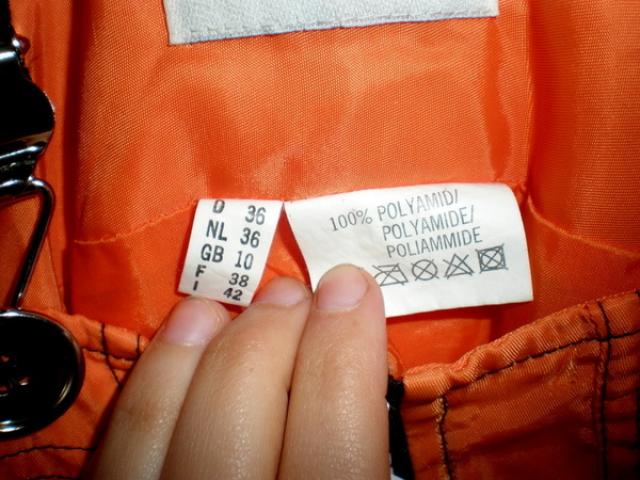 D 36
NL 36
GB 10
F 38
I 42
100% POLYAMID/
POLYAMIDE/
POLIAMMIDE